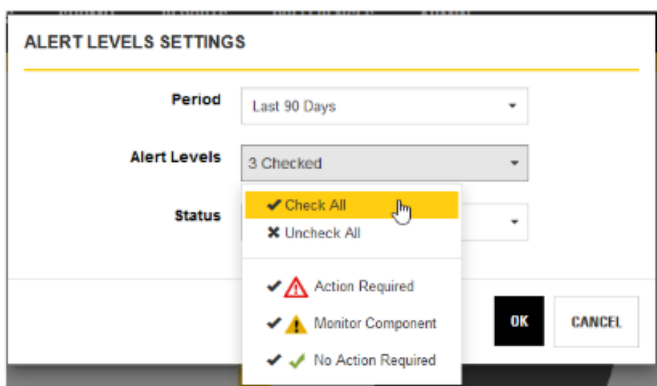 ALERT LEVELS SETTINGS
Period
Last 90 Days
Alert Levels
3 Checked
Status
Check All
Uncheck All
Action Required
Monitor Component
No Action Required
OK
CANCEL